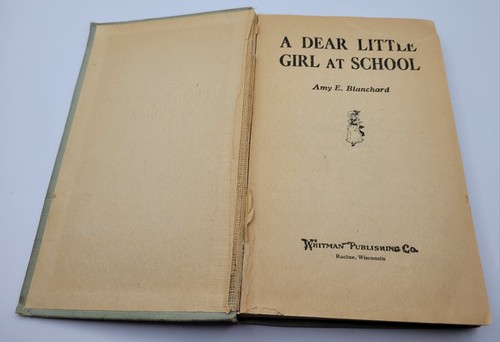 A DEAR LITTLE
GIRL AT SCHOOL
Amy E. Blanchard
WHITMAN PUBLISHING CO.
Racine, Wisconsin